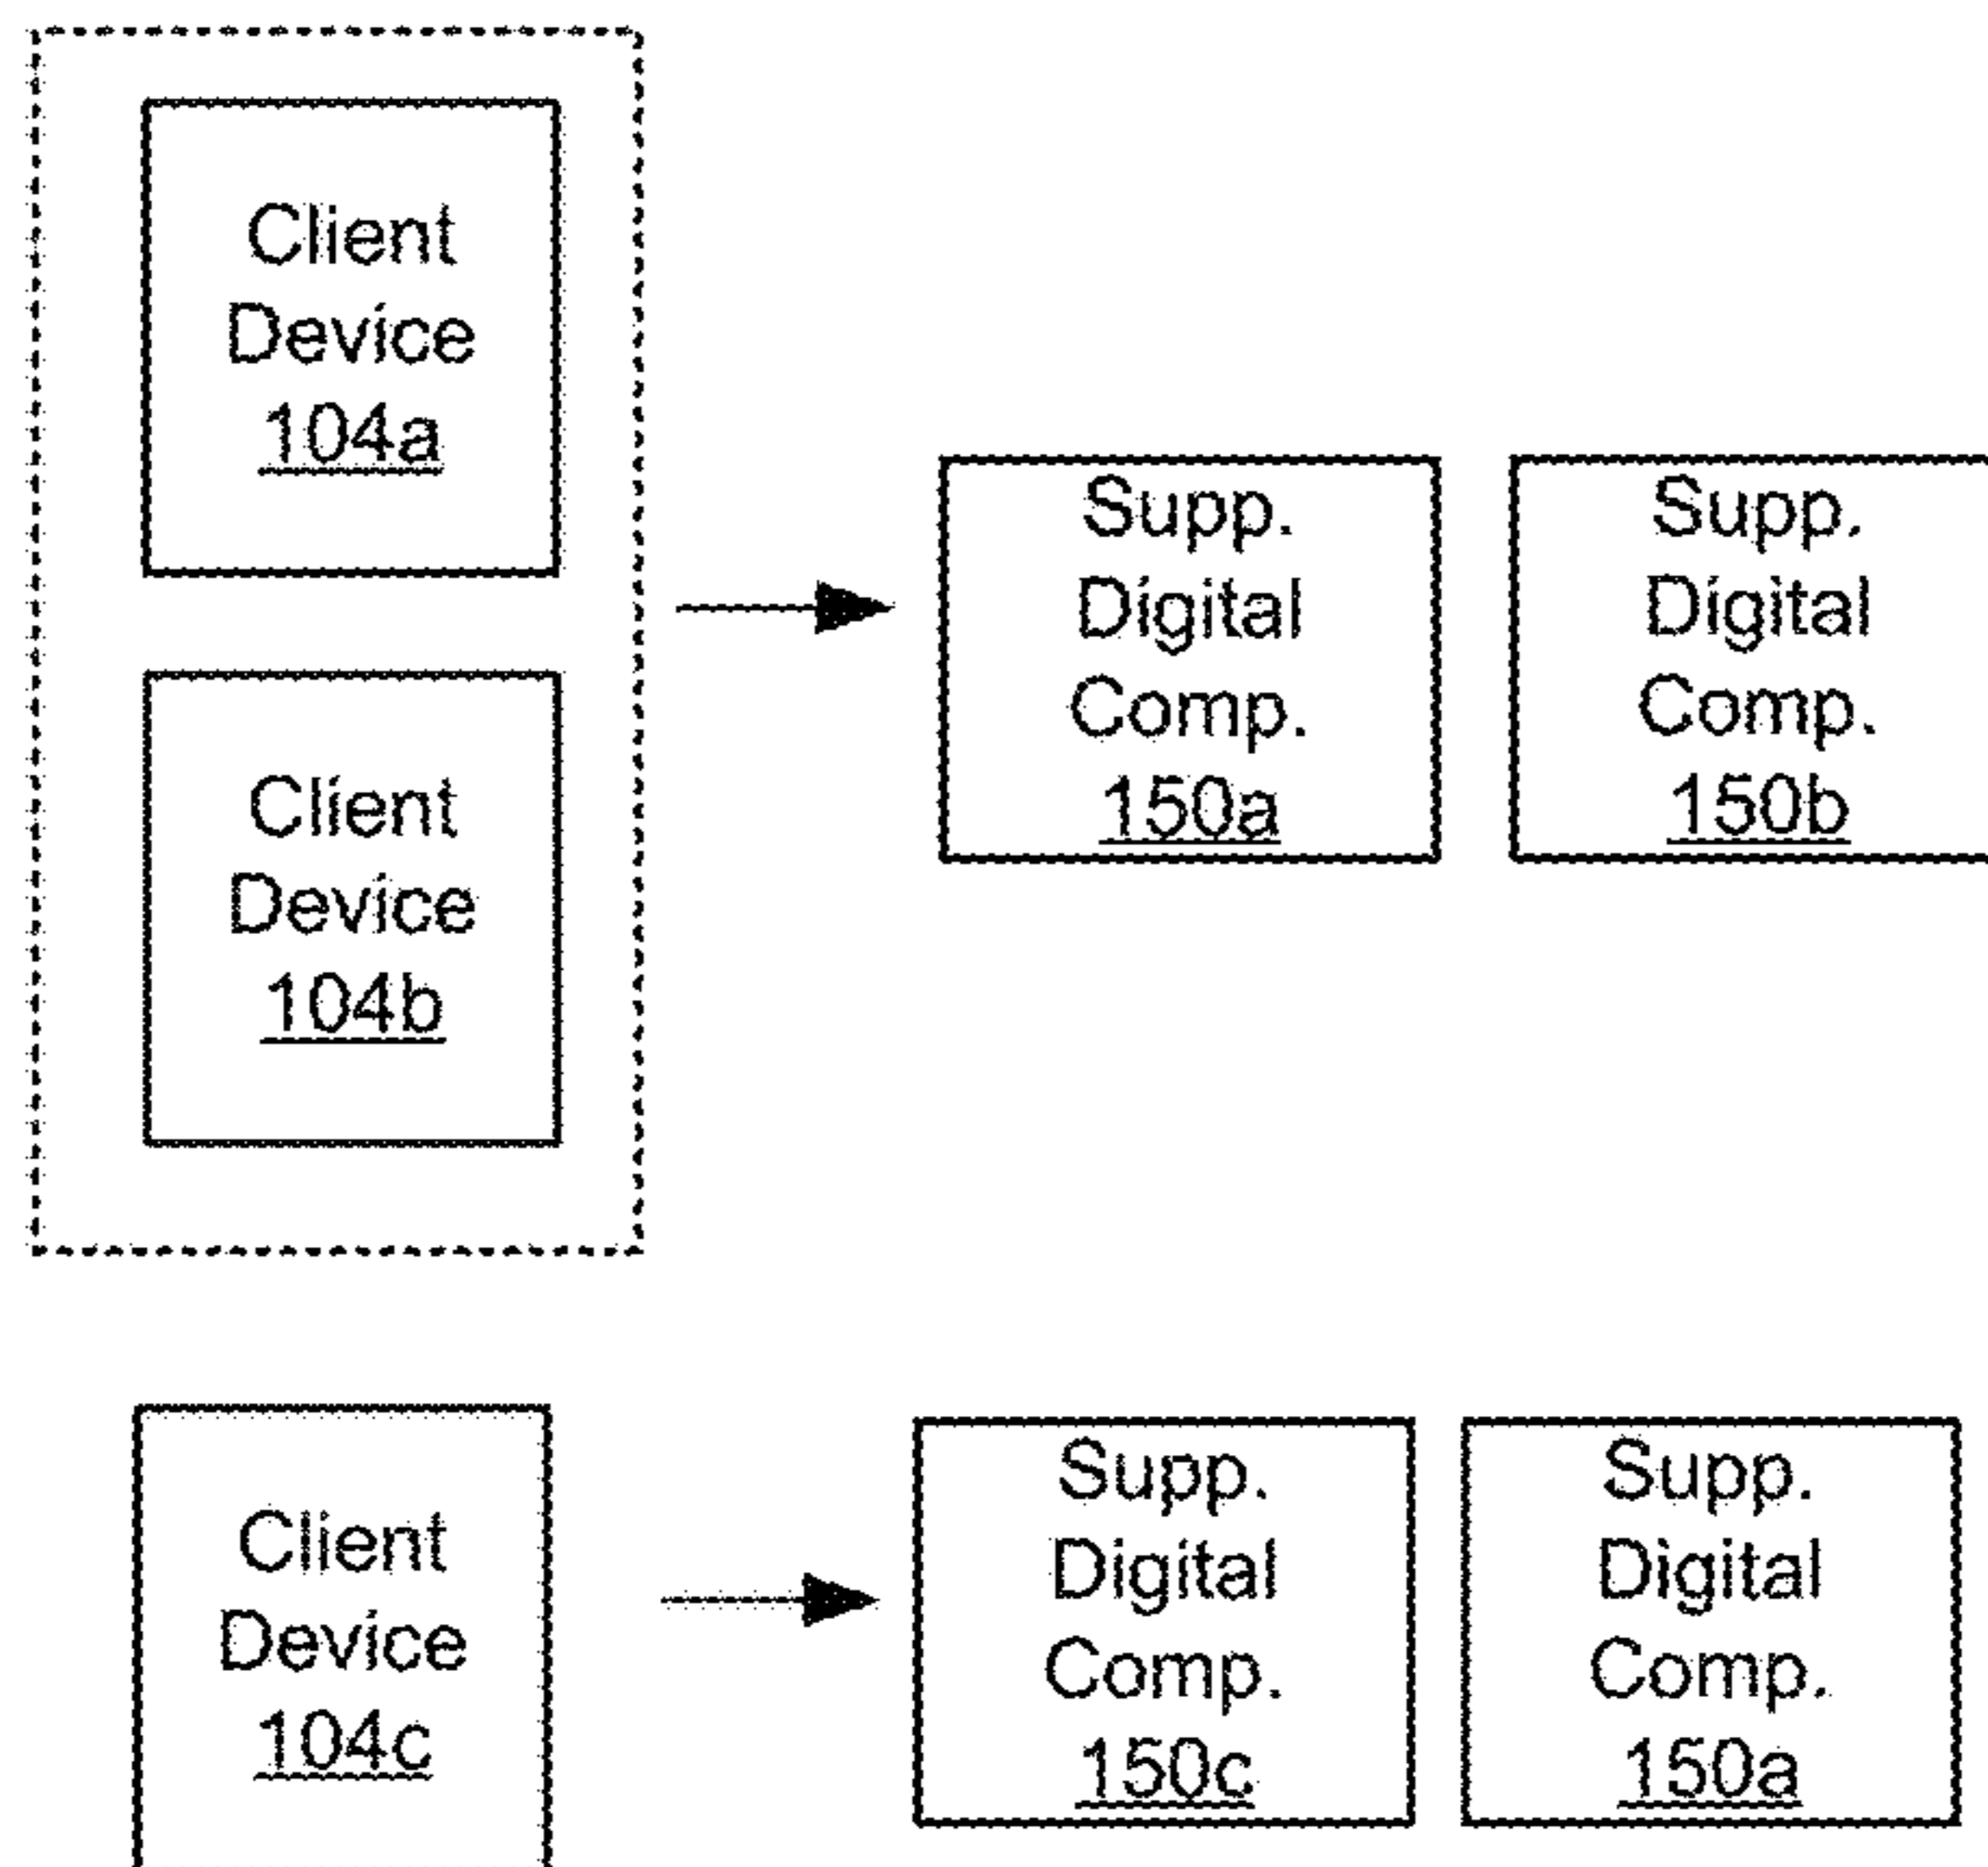 Client
Device
104a
Client
Device
104b
Supp.
Digital
Comp.
150a
Supp.
Digital
Comp.
150b
Client
Device
104c
Supp.
Digital
Comp.
150c
Supp.
Digital
Comp.
150a